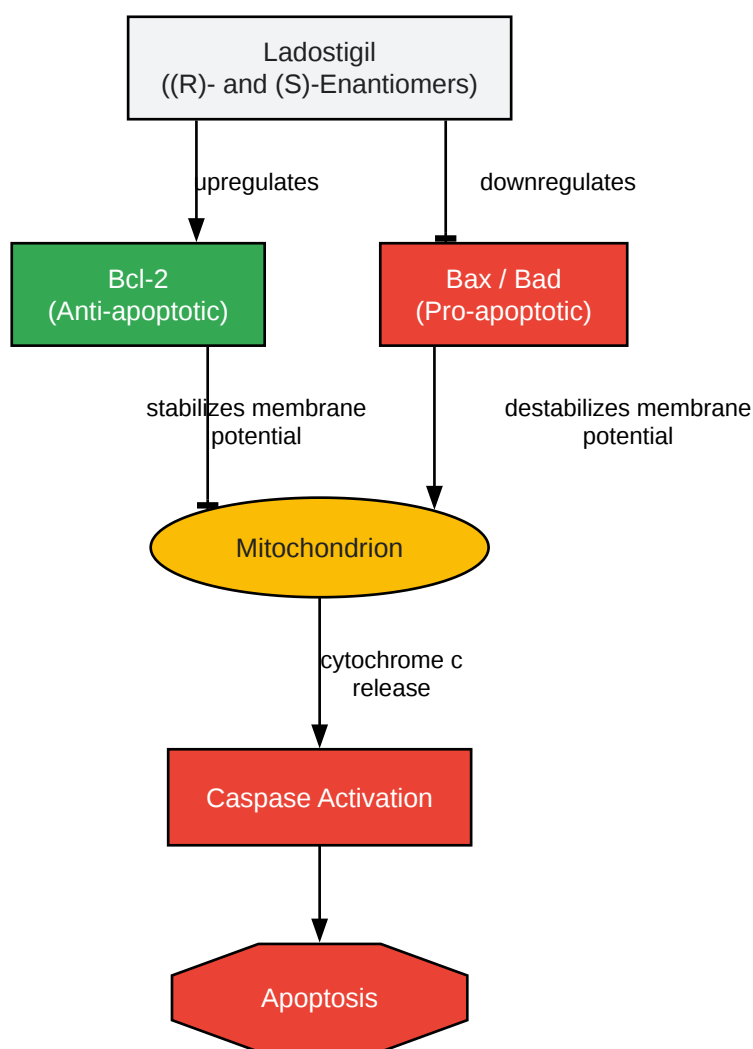 Ladostigil
((R)- and (S)-Enantiomers)
upregulates
downregulates
Bcl-2
(Anti-apoptotic)
Bax / Bad
(Pro-apoptotic)
stabilizes membrane
potential
destabilizes membrane
potential
Mitochondrion
cytochrome c
release
Caspase Activation
Apoptosis